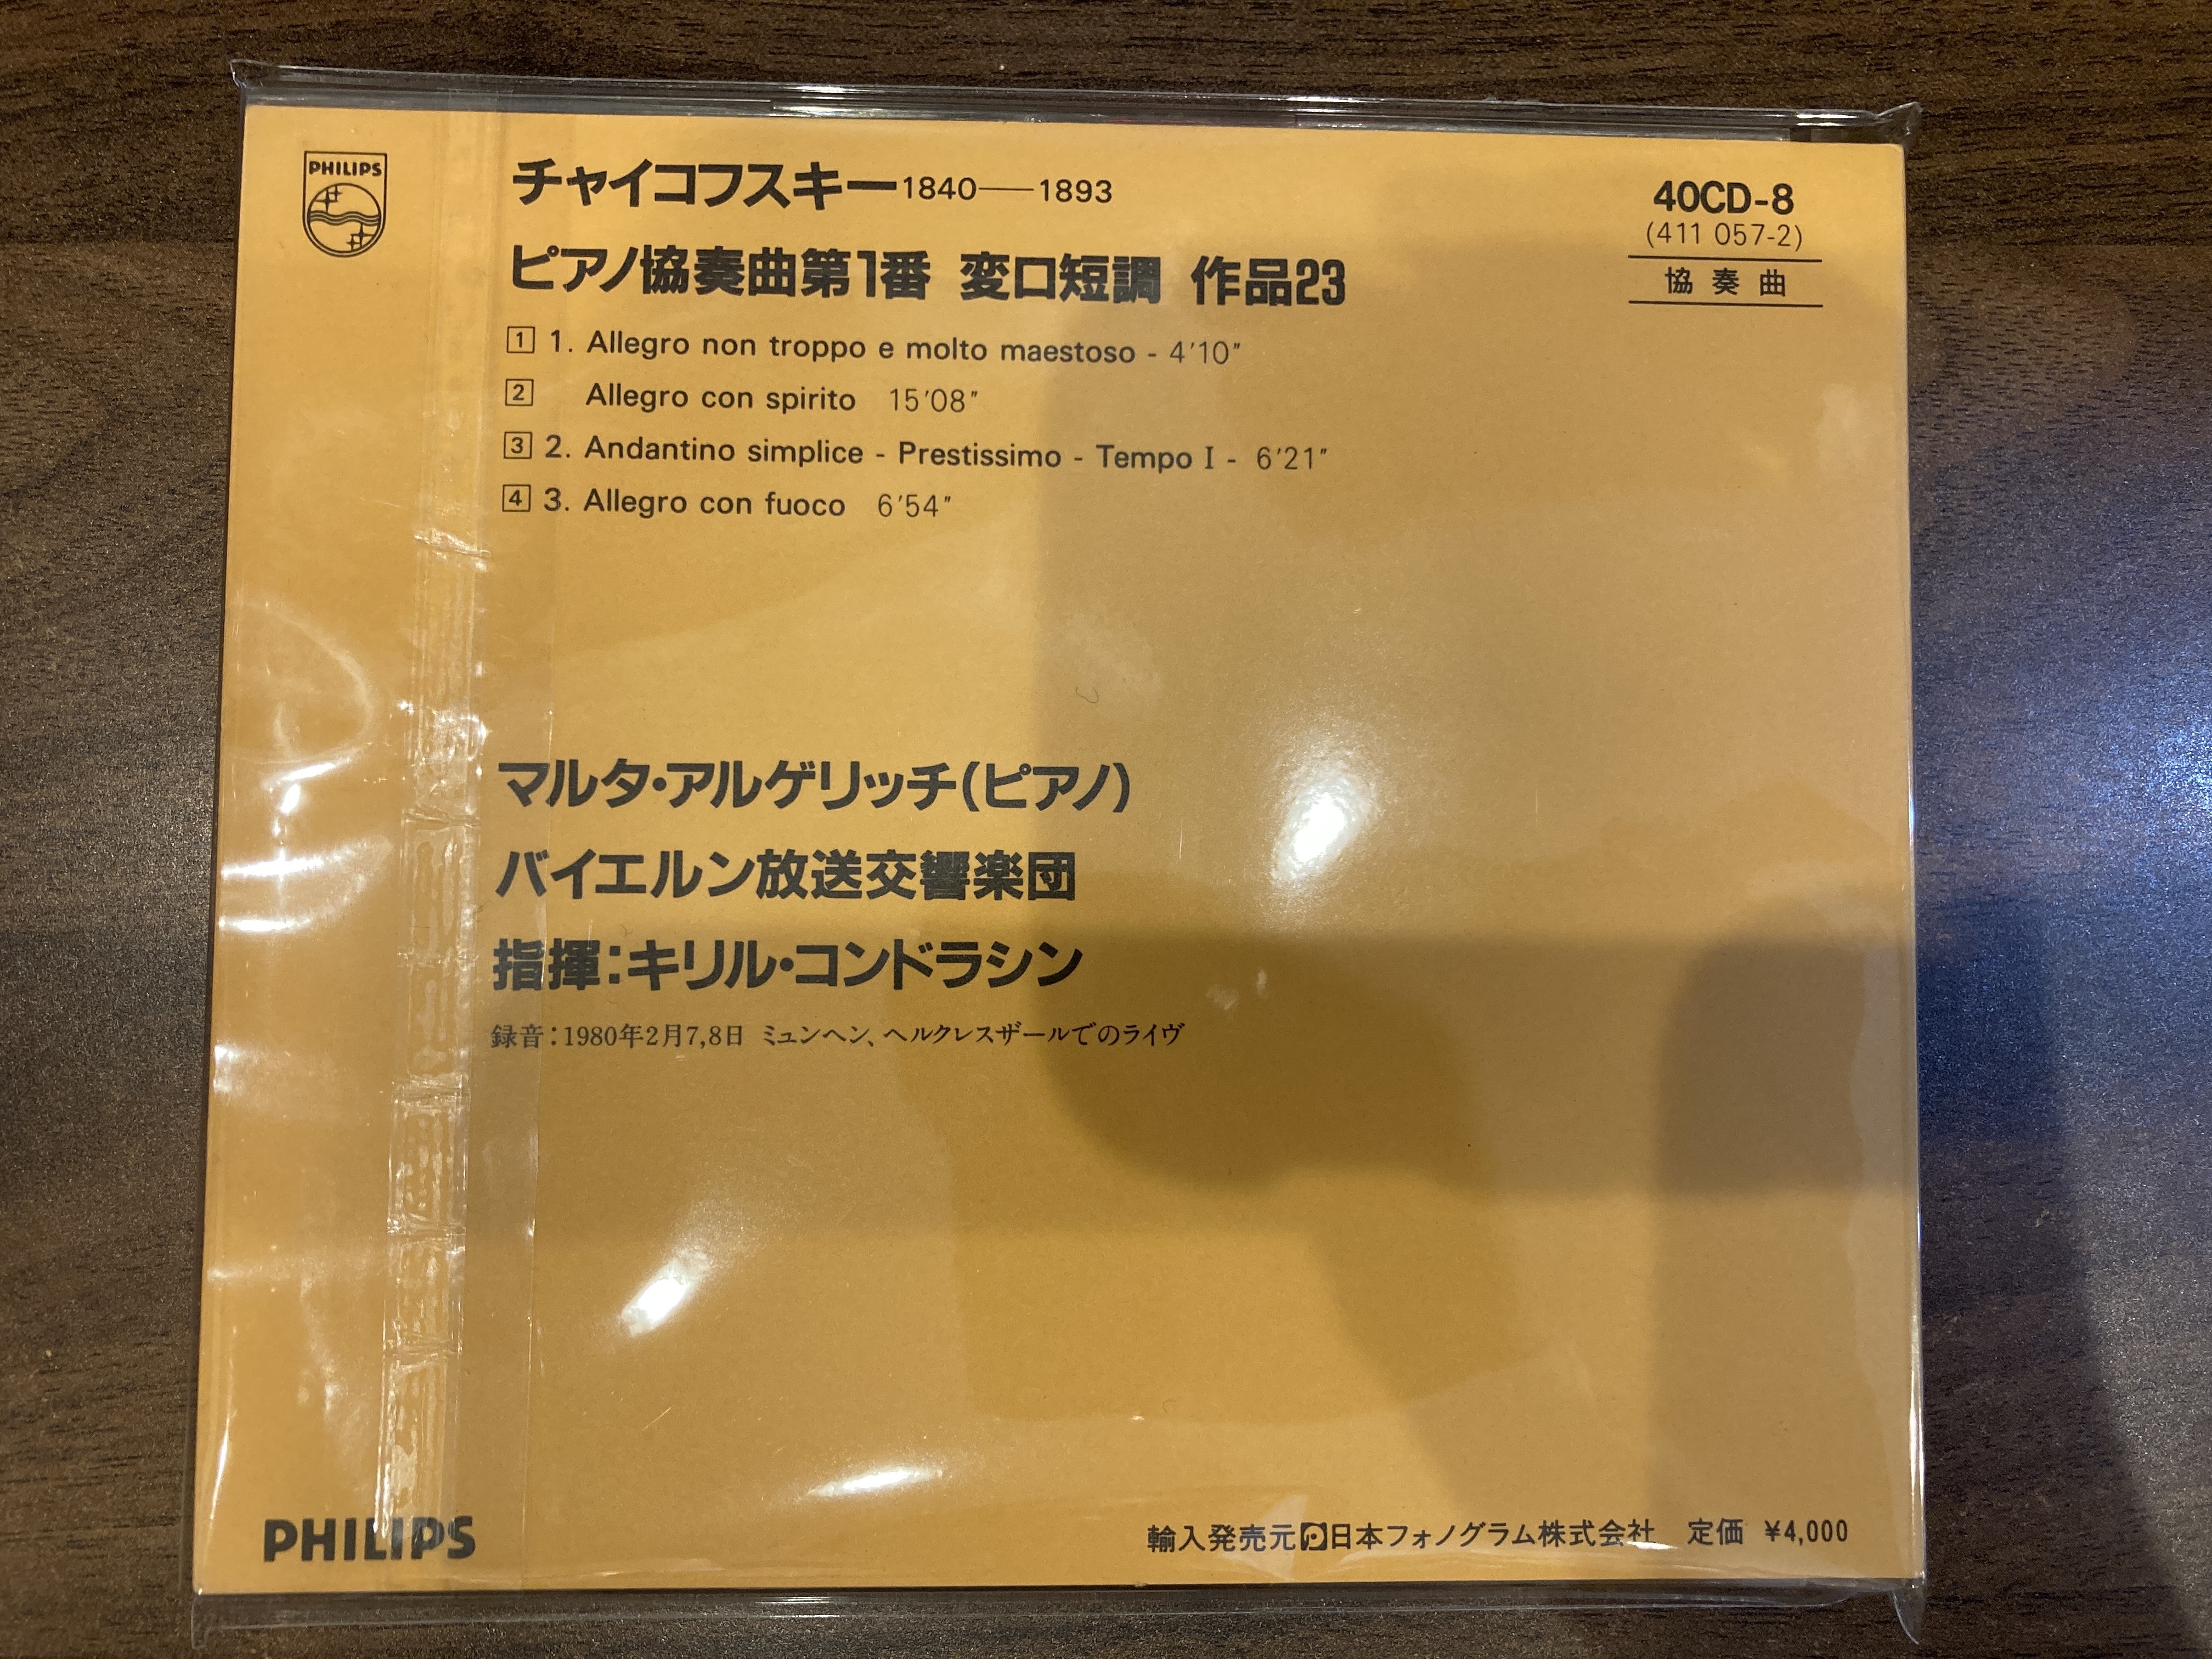 PHILIPS
チャイコフスキー1840——1893
ピアノ協奏曲第1番 変ロ短調 作品23
40CD-8
(411 057-2)
協奏曲
1 1. Allegro non troppo e molto maestoso - 4'10"
2 Allegro con spirito 15'08"
3 2. Andantino simplice - Prestissimo - Tempo I - 6'21"
4 3. Allegro con fuoco 6'54"
マルタ・アルゲリッチ(ピアノ)
バイエルン放送交響楽団
指揮:キリル・コンドラシン
録音:1980年2月7,8日 ミュンヘン、ヘルクレスザールでのライヴ
PHILIPS
輸入発売元 日本フォノグラム株式会社 定価 ¥4,000